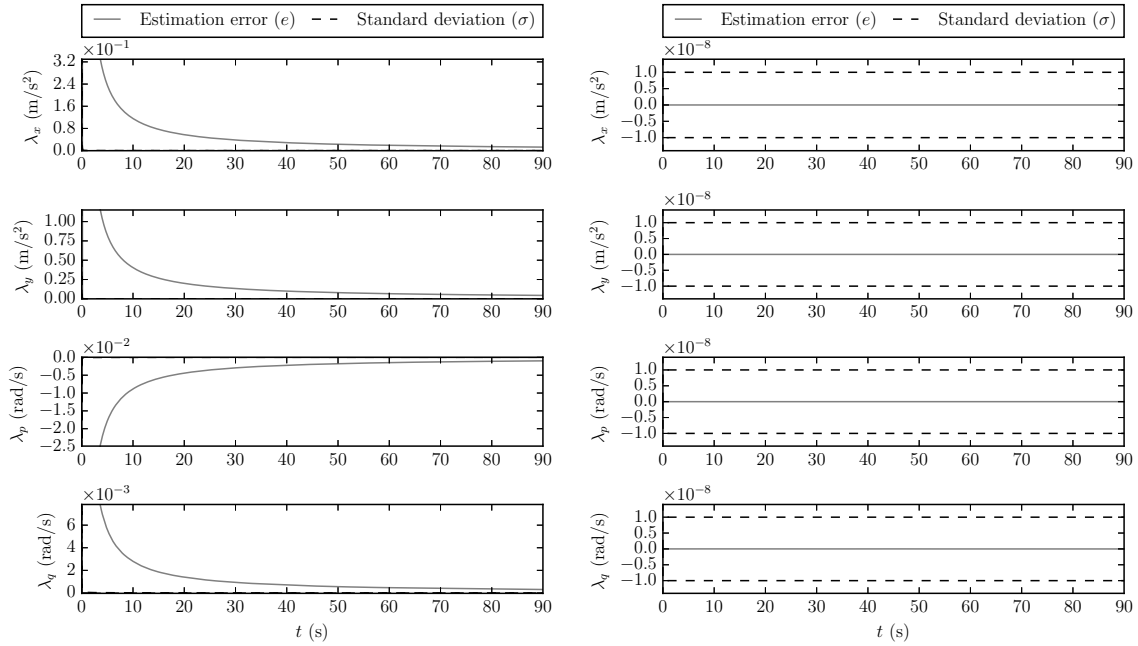 Estimation error (e) Standard deviation (σ)
×10⁻¹
3.2
2.4
1.6
0.8
0.0
λₓ (m/s²)
0 10 20 30 40 50 60 70 80 90
1.00
0.75
0.50
0.25
0.00
λ_y (m/s²)
0 10 20 30 40 50 60 70 80 90
×10⁻²
0.0
−0.5
−1.0
−1.5
−2.0
−2.5
λ_p (rad/s)
0 10 20 30 40 50 60 70 80 90
×10⁻³
6
4
2
0
λ_q (rad/s)
0 10 20 30 40 50 60 70 80 90
t (s)
Estimation error (e) Standard deviation (σ)
×10⁻⁸
1.0
0.5
0.0
−0.5
−1.0
λₓ (m/s²)
0 10 20 30 40 50 60 70 80 90
×10⁻⁸
1.0
0.5
0.0
−0.5
−1.0
λ_y (m/s²)
0 10 20 30 40 50 60 70 80 90
×10⁻⁸
1.0
0.5
0.0
−0.5
−1.0
λ_p (rad/s)
0 10 20 30 40 50 60 70 80 90
×10⁻⁸
1.0
0.5
0.0
−0.5
−1.0
λ_q (rad/s)
0 10 20 30 40 50 60 70 80 90
t (s)